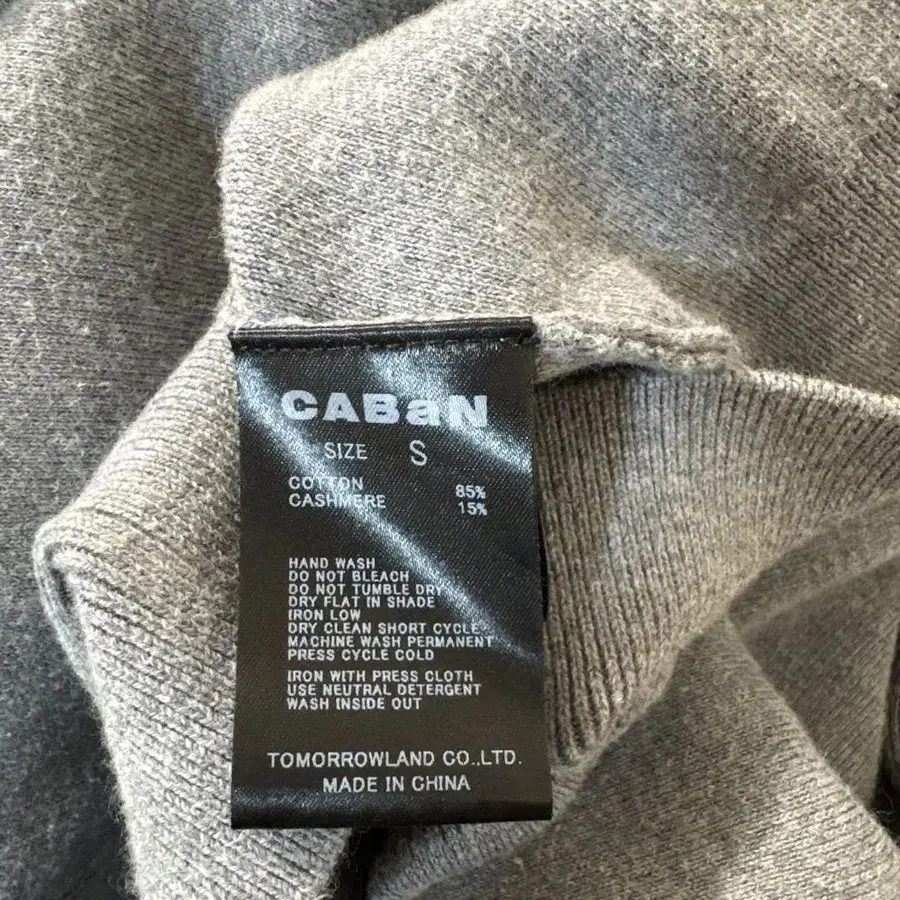 CABaN
SIZE S
COTTON 85%
CASHMERE 15%
HAND WASH
DO NOT BLEACH
DO NOT TUMBLE DRY
DRY FLAT IN SHADE
IRON LOW
DRY CLEAN SHORT CYCLE
MACHINE WASH PERMANENT
PRESS CYCLE COLD
IRON WITH PRESS CLOTH
USE NEUTRAL DETERGENT
WASH INSIDE OUT
TOMORROWLAND CO.,LTD.
MADE IN CHINA